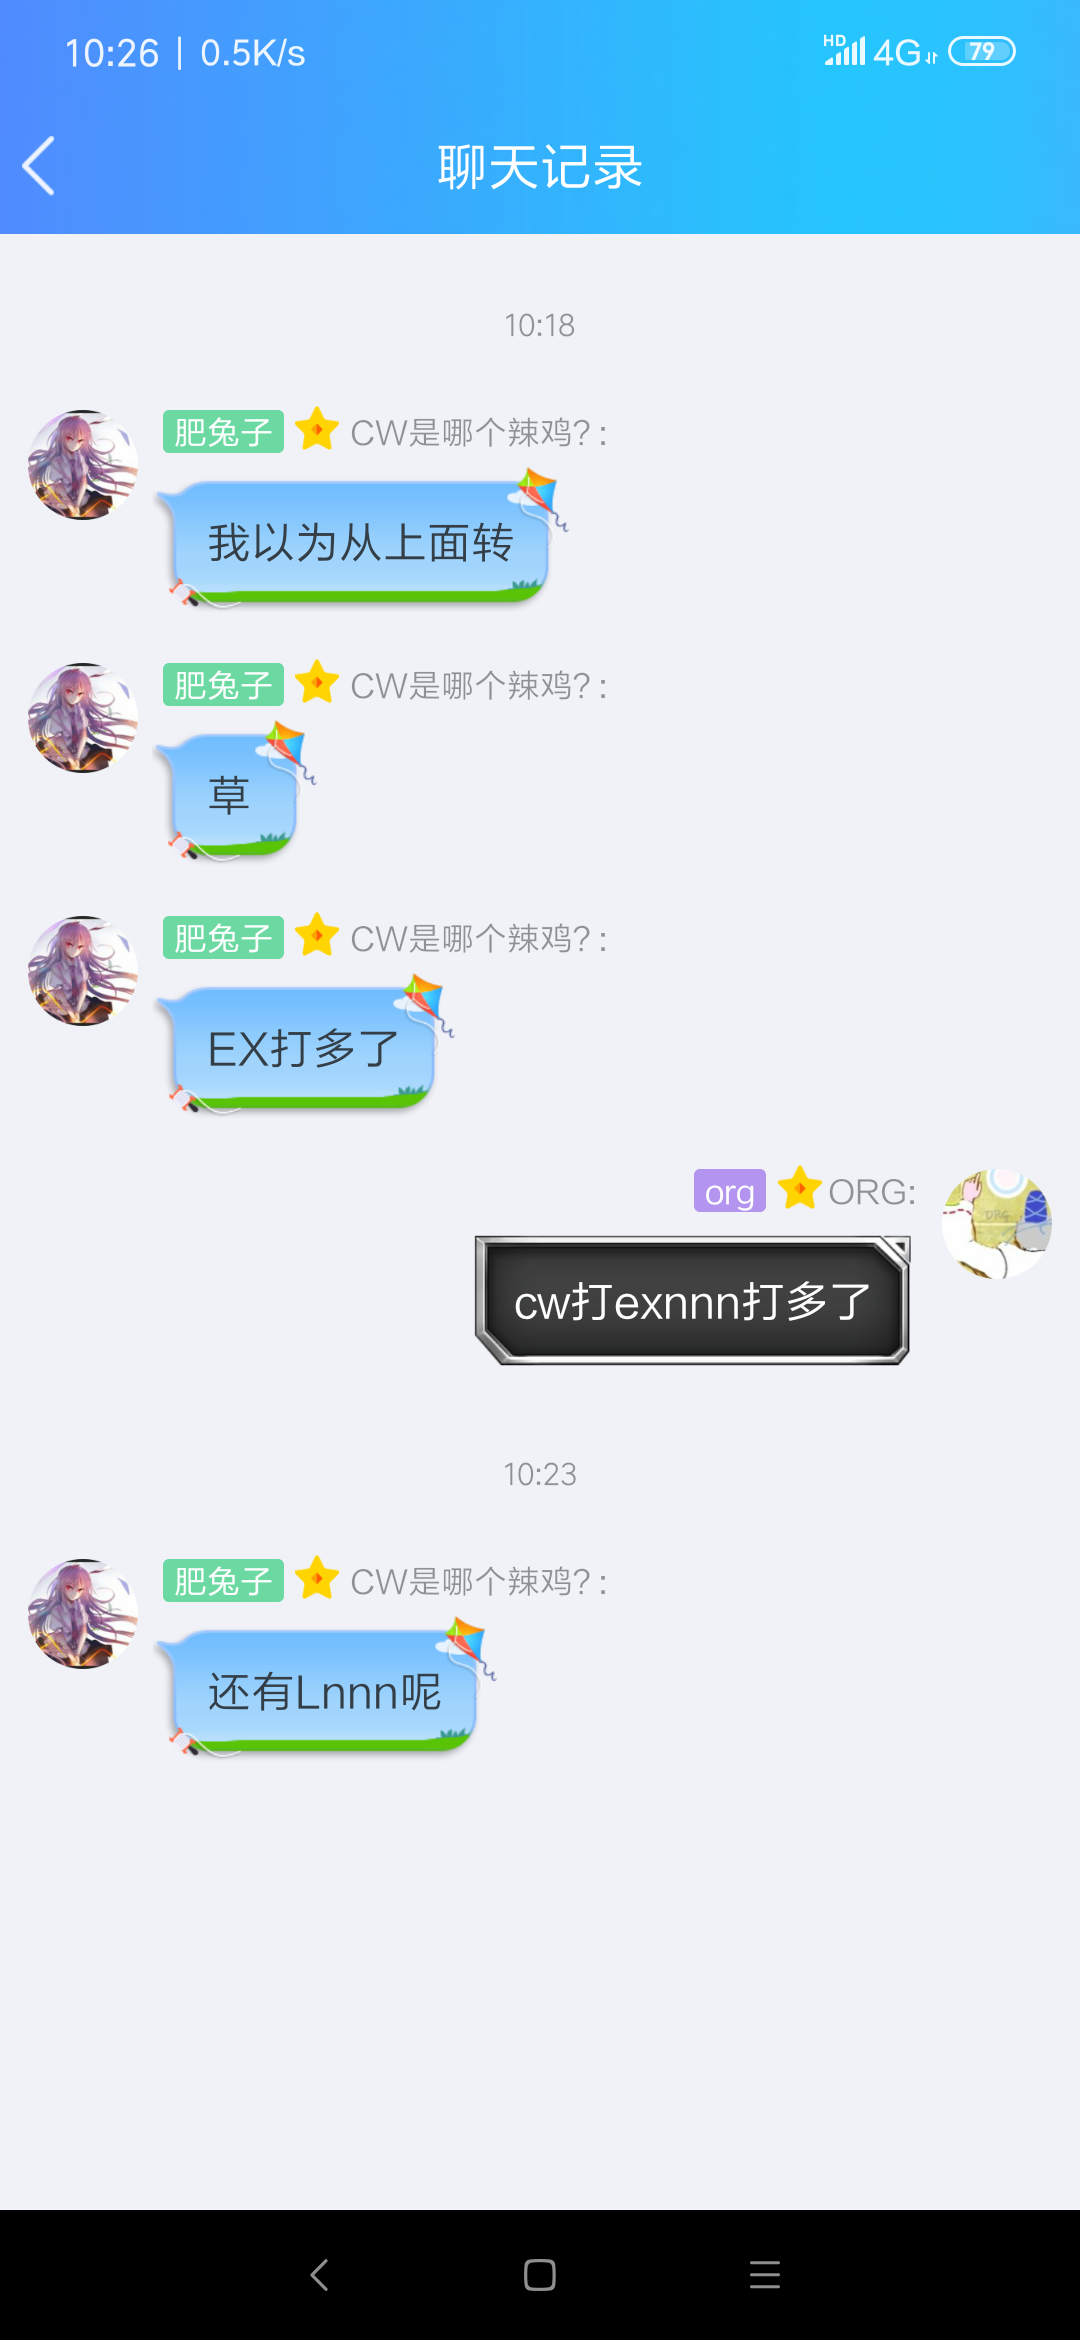 10:26 | 0.5K/s HD 4G 79
聊天记录
10:18
肥兔子 CW是哪个辣鸡? :
我以为从上面转
肥兔子 CW是哪个辣鸡? :
草
肥兔子 CW是哪个辣鸡? :
EX打多了
org ORG:
cw打exnnn打多了
10:23
肥兔子 CW是哪个辣鸡? :
还有Lnnn呢